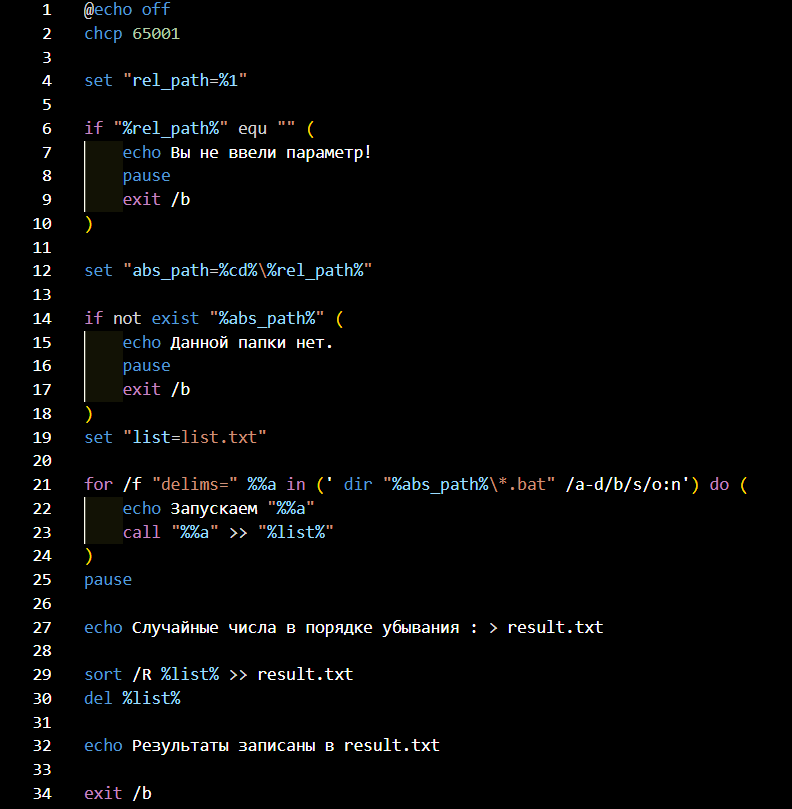 1 @echo off
2 chcp 65001
3
4 set "rel_path=%1"
5
6 if "%rel_path%" equ "" (
7 echo Вы не ввели параметр!
8 pause
9 exit /b
10 )
11
12 set "abs_path=%cd%\%rel_path%"
13
14 if not exist "%abs_path%" (
15 echo Данной папки нет.
16 pause
17 exit /b
18 )
19 set "list=list.txt"
20
21 for /f "delims=" %%a in (' dir "%abs_path%\*.bat" /a-d/b/s/o:n') do (
22 echo Запускаем "%%a"
23 call "%%a" >> "%list%"
24 )
25 pause
26
27 echo Случайные числа в порядке убывания : > result.txt
28
29 sort /R %list% >> result.txt
30 del %list%
31
32 echo Результаты записаны в result.txt
33
34 exit /b